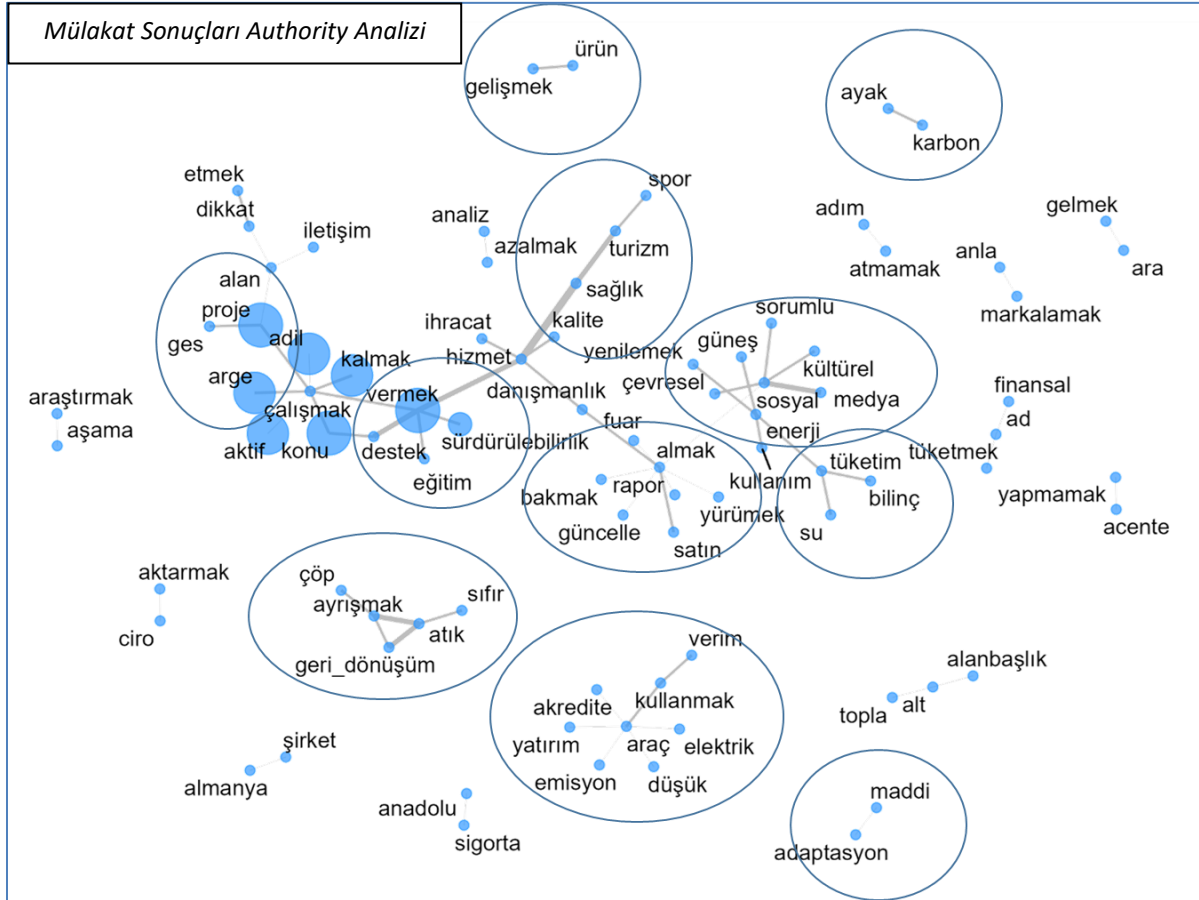 Mülakat Sonuçları Authority Analizi
ürün
gelişmek
ayak
karbon
etmek
dikkat
iletişim
alan
analiz
azalmak
spor
turizm
sağlık
adım
atmamak
gelmek
ara
anla
markalamak
proje
ges
adil
arge
kalmak
çalışmak
aktif
konu
vermek
destek
sürdürülebilirlik
eğitim
ihracat
kalite
hizmet
yenilemek
danışmanlık
fuar
almak
bakmak
rapor
yürümek
güncelle
satın
sorumlu
güneş
kültürel
çevresel
sosyal
medya
enerji
kullanım
tüketim
bilinç
su
finansal
ad
tüketmek
yapmamak
acente
araştırmak
aşama
aktarmak
ciro
çöp
ayrışmak
sıfır
atık
geri_dönüşüm
verim
kullanmak
akredite
yatırım
araç
elektrik
emisyon
düşük
alanbaşlık
alt
topla
şirket
almanya
anadolu
sigorta
maddi
adaptasyon